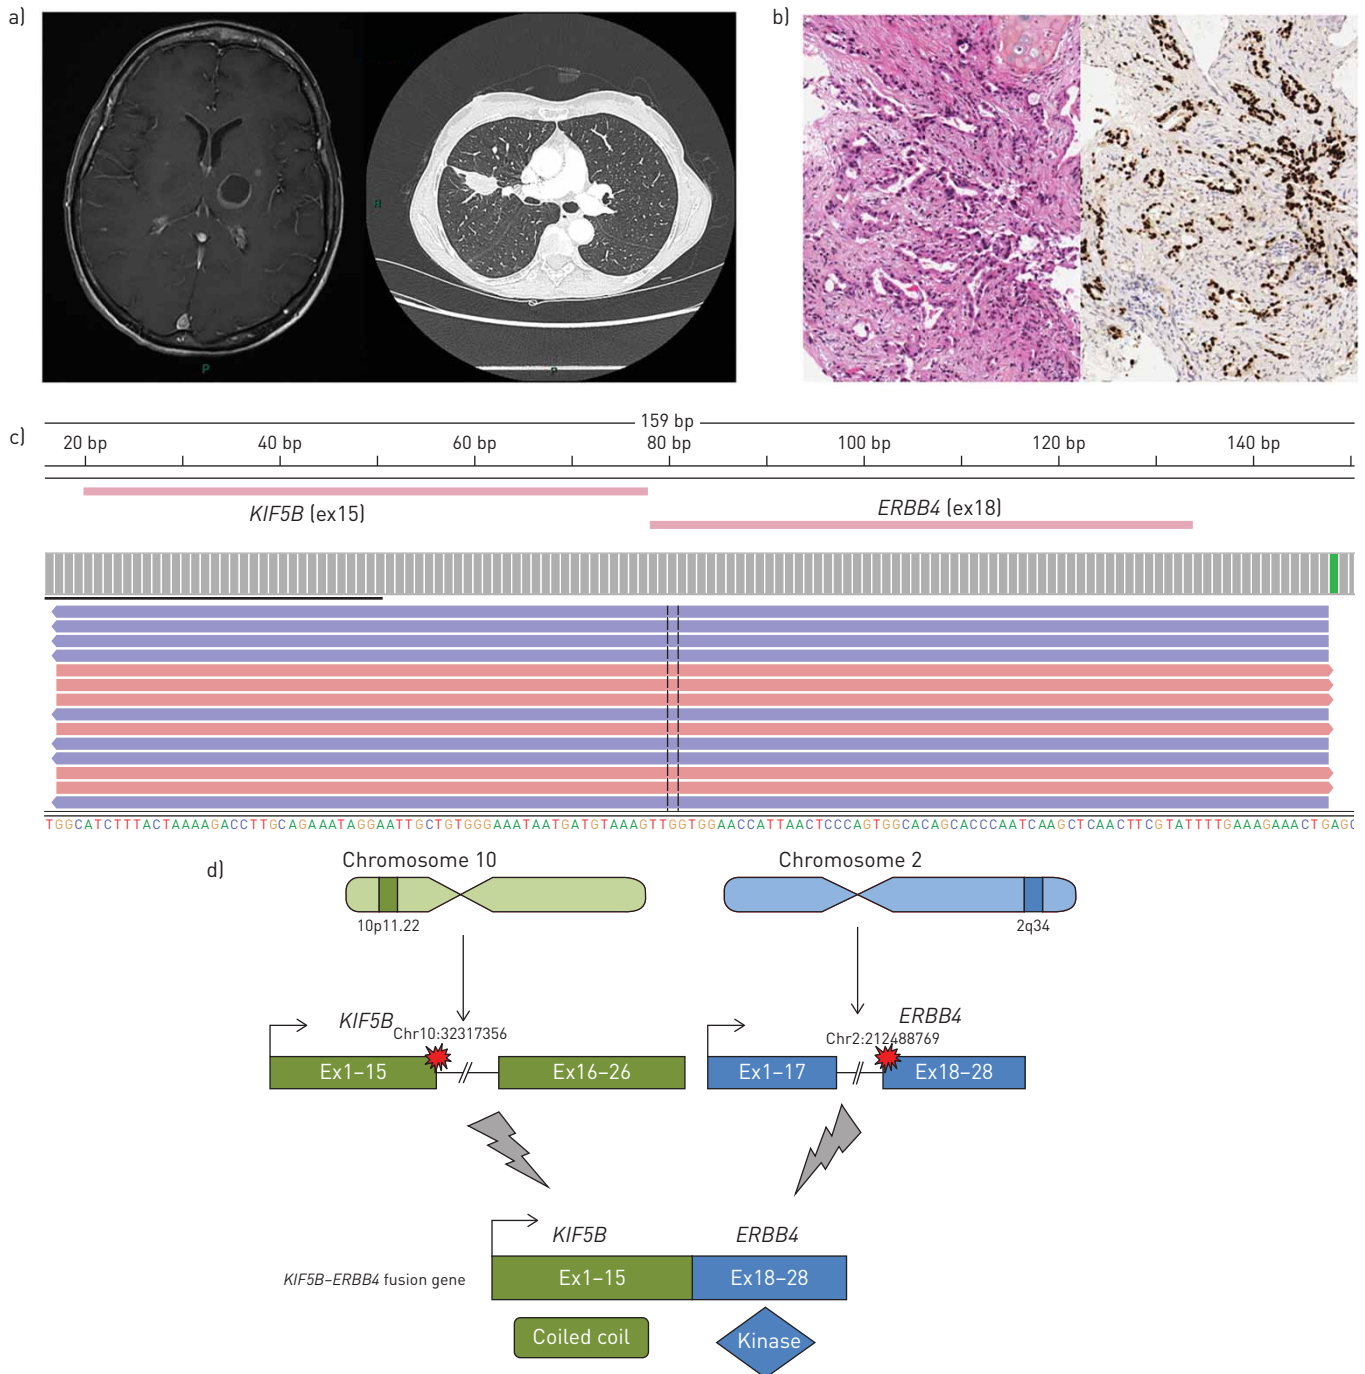 a)
b)
R
P
P
c)
159 bp
20 bp 40 bp 60 bp 80 bp 100 bp 120 bp 140 bp
KIF5B (ex15)
ERBB4 (ex18)
TGGCATCTTTACTAAAAGACCTTGCAGAAATAGGAATTGCTGTGGGAAATAATGATGTAAAGTTGGTGGAACCATTAACTCCCAGTGGCACAGCACCCAATCAAGCTCAACTTCGTATTTTGAAAGAAACTGAGC
d)
Chromosome 10
Chromosome 2
10p11.22
2q34
KIF5B
ERBB4
Chr10:32317356
Chr2:212488769
Ex1–15
Ex16–26
Ex1–17
Ex18–28
KIF5B
ERBB4
KIF5B–ERBB4 fusion gene
Ex1–15
Ex18–28
Coiled coil
Kinase